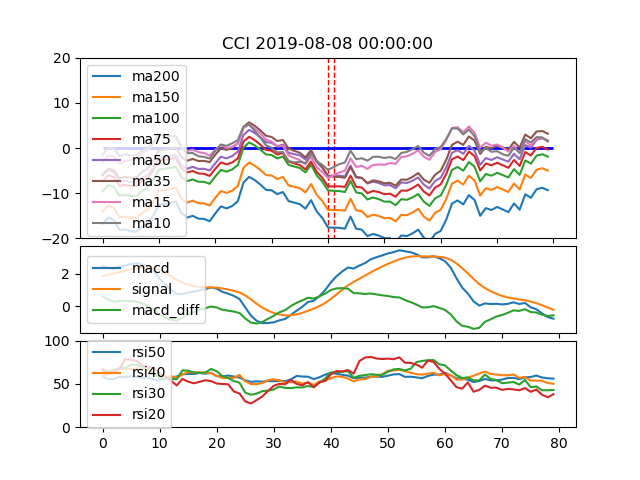 CCI 2019-08-08 00:00:00
20
10
0
−10
−20
ma200
ma150
ma100
ma75
ma50
ma35
ma15
ma10
2
0
macd
signal
macd_diff
100
50
0
rsi50
rsi40
rsi30
rsi20
0 10 20 30 40 50 60 70 80